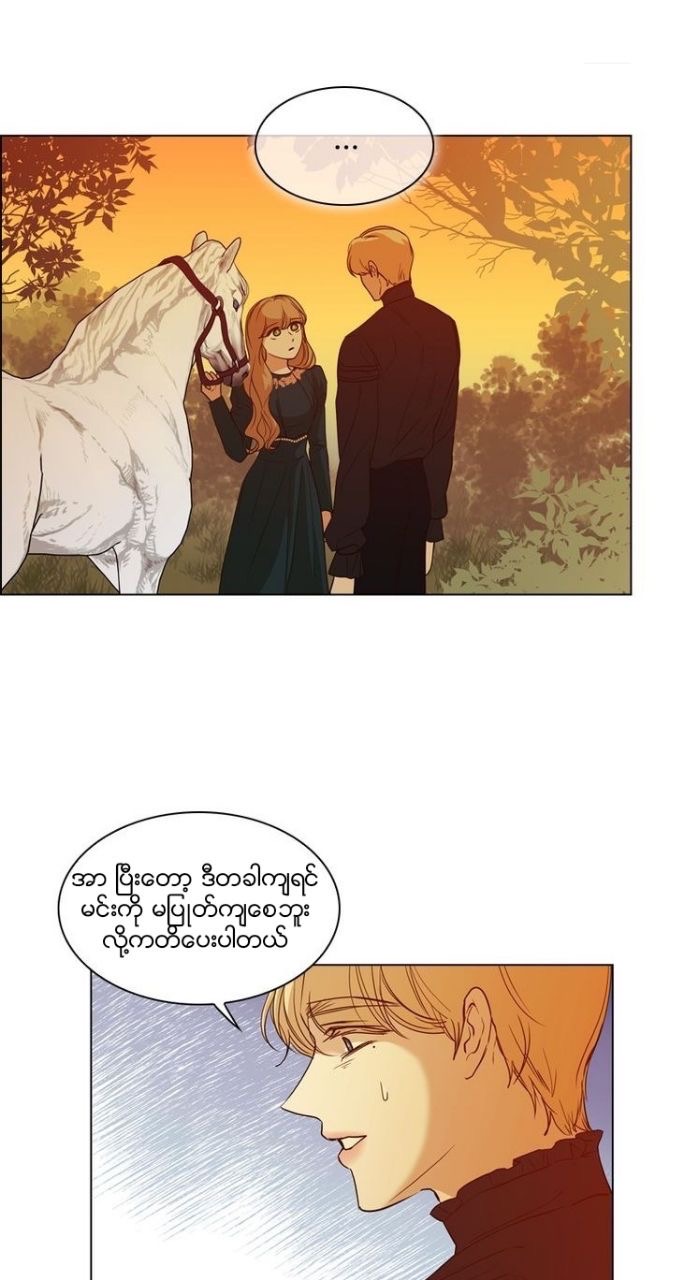 ...
အာ ပြီးတော့ ဒီတခါကျရင်
မင်းကို မပြုတ်ကျစေဘူး
လို့ကတိပေးပါတယ်